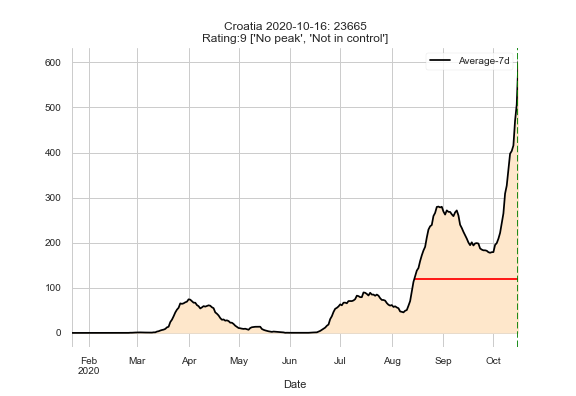 Croatia 2020-10-16: 23665
Rating:9 ['No peak', 'Not in control']
Average-7d
600
500
400
300
200
100
0
Feb Mar Apr May Jun Jul Aug Sep Oct
2020
Date